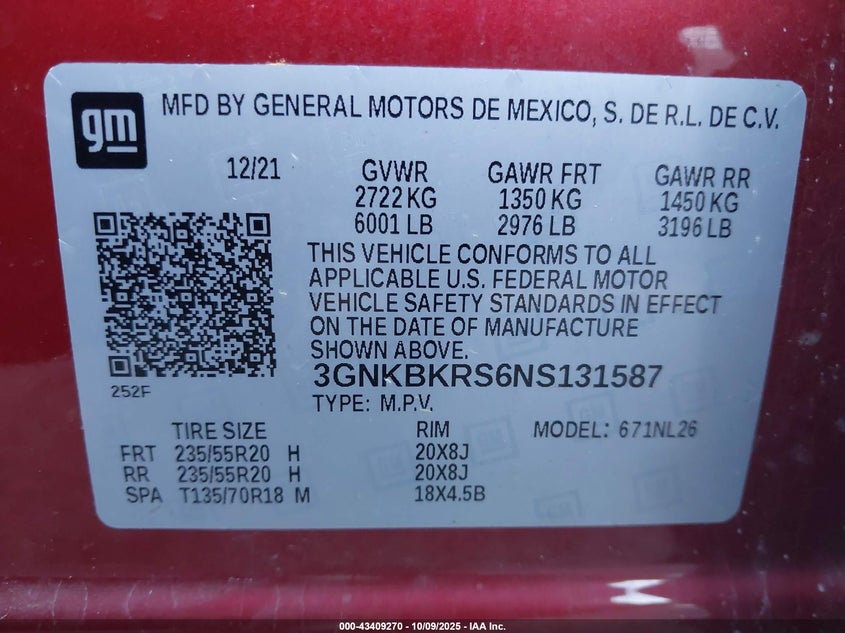 gm
MFD BY GENERAL MOTORS DE MEXICO, S. DE R.L. DE C.V.
12/21 GVWR GAWR FRT GAWR RR
2722 KG 1350 KG 1450 KG
6001 LB 2976 LB 3196 LB
THIS VEHICLE CONFORMS TO ALL
APPLICABLE U.S. FEDERAL MOTOR
VEHICLE SAFETY STANDARDS IN EFFECT
ON THE DATE OF MANUFACTURE
SHOWN ABOVE.
3GNKBKRS6NS131587
252F
TYPE: M.P.V.
TIRE SIZE RIM MODEL: 671NL26
FRT 235/55R20 H 20X8J
RR 235/55R20 H 20X8J
SPA T135/70R18 M 18X4.5B
000-43409270 - 10/09/2025 - IAA Inc.